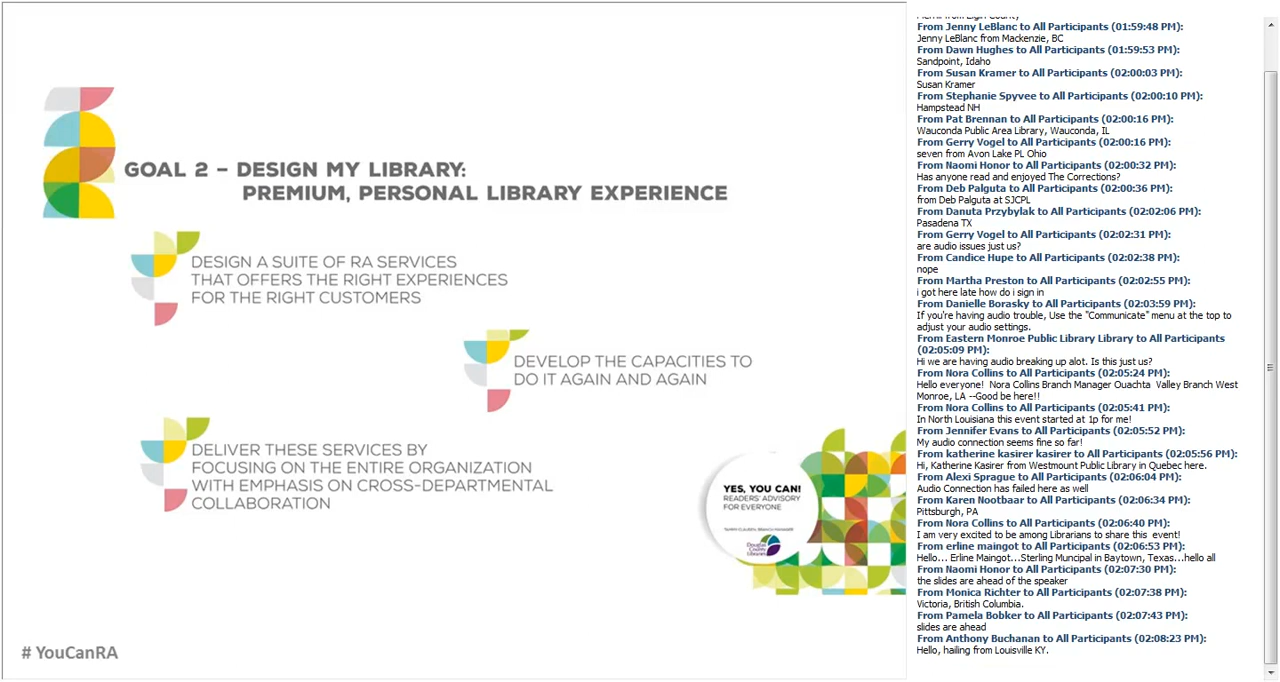 GOAL 2 – DESIGN MY LIBRARY:
PREMIUM, PERSONAL LIBRARY EXPERIENCE
DESIGN A SUITE OF RA SERVICES
THAT OFFERS THE RIGHT EXPERIENCES
FOR THE RIGHT CUSTOMERS
DEVELOP THE CAPACITIES TO
DO IT AGAIN AND AGAIN
DELIVER THESE SERVICES BY
FOCUSING ON THE ENTIRE ORGANIZATION
WITH EMPHASIS ON CROSS-DEPARTMENTAL
COLLABORATION
YES, YOU CAN!
READERS' ADVISORY
FOR EVERYONE
Douglas
County
Libraries
# YouCanRA
From Jenny LeBlanc to All Participants (01:59:48 PM):
Jenny LeBlanc from Mackenzie, BC
From Dawn Hughes to All Participants (01:59:53 PM):
Sandpoint, Idaho
From Susan Kramer to All Participants (02:00:03 PM):
Susan Kramer
From Stephanie Spyvee to All Participants (02:00:10 PM):
Hampstead NH
From Pat Brennan to All Participants (02:00:16 PM):
Wauconda Public Area Library, Wauconda, IL
From Gerry Vogel to All Participants (02:00:16 PM):
seven from Avon Lake PL Ohio
From Naomi Honor to All Participants (02:00:32 PM):
Has anyone read and enjoyed The Corrections?
From Deb Palguta to All Participants (02:00:36 PM):
from Deb Palguta at SJCPL
From Danuta Przybylak to All Participants (02:02:06 PM):
Pasadena TX
From Gerry Vogel to All Participants (02:02:31 PM):
are audio issues just us?
From Candice Hupe to All Participants (02:02:38 PM):
nope
From Martha Preston to All Participants (02:02:55 PM):
i got here late how do i sign in
From Danielle Borasky to All Participants (02:03:59 PM):
If you're having audio trouble, Use the "Communicate" menu at the top to
adjust your audio settings.
From Eastern Monroe Public Library Library to All Participants
(02:05:09 PM):
Hi we are having audio breaking up alot. Is this just us?
From Nora Collins to All Participants (02:05:24 PM):
Hello everyone! Nora Collins Branch Manager Ouachta Valley Branch West
Monroe, LA --Good be here!!
From Nora Collins to All Participants (02:05:41 PM):
In North Louisiana this event started at 1p for me!
From Jennifer Evans to All Participants (02:05:52 PM):
My audio connection seems fine so far!
From katherine kasirer kasirer to All Participants (02:05:56 PM):
Hi, Katherine Kasirer from Westmount Public Library in Quebec here.
From Alexi Sprague to All Participants (02:06:04 PM):
Audio Connection has failed here as well
From Karen Nootbaar to All Participants (02:06:34 PM):
Pittsburgh, PA
From Nora Collins to All Participants (02:06:40 PM):
I am very excited to be among Librarians to share this event!
From erline maingot to All Participants (02:06:53 PM):
Hello... Erline Maingot...Sterling Muncipal in Baytown, Texas...hello all
From Naomi Honor to All Participants (02:07:30 PM):
the slides are ahead of the speaker
From Monica Richter to All Participants (02:07:38 PM):
Victoria, British Columbia.
From Pamela Bobker to All Participants (02:07:43 PM):
slides are ahead
From Anthony Buchanan to All Participants (02:08:23 PM):
Hello, hailing from Louisville KY.